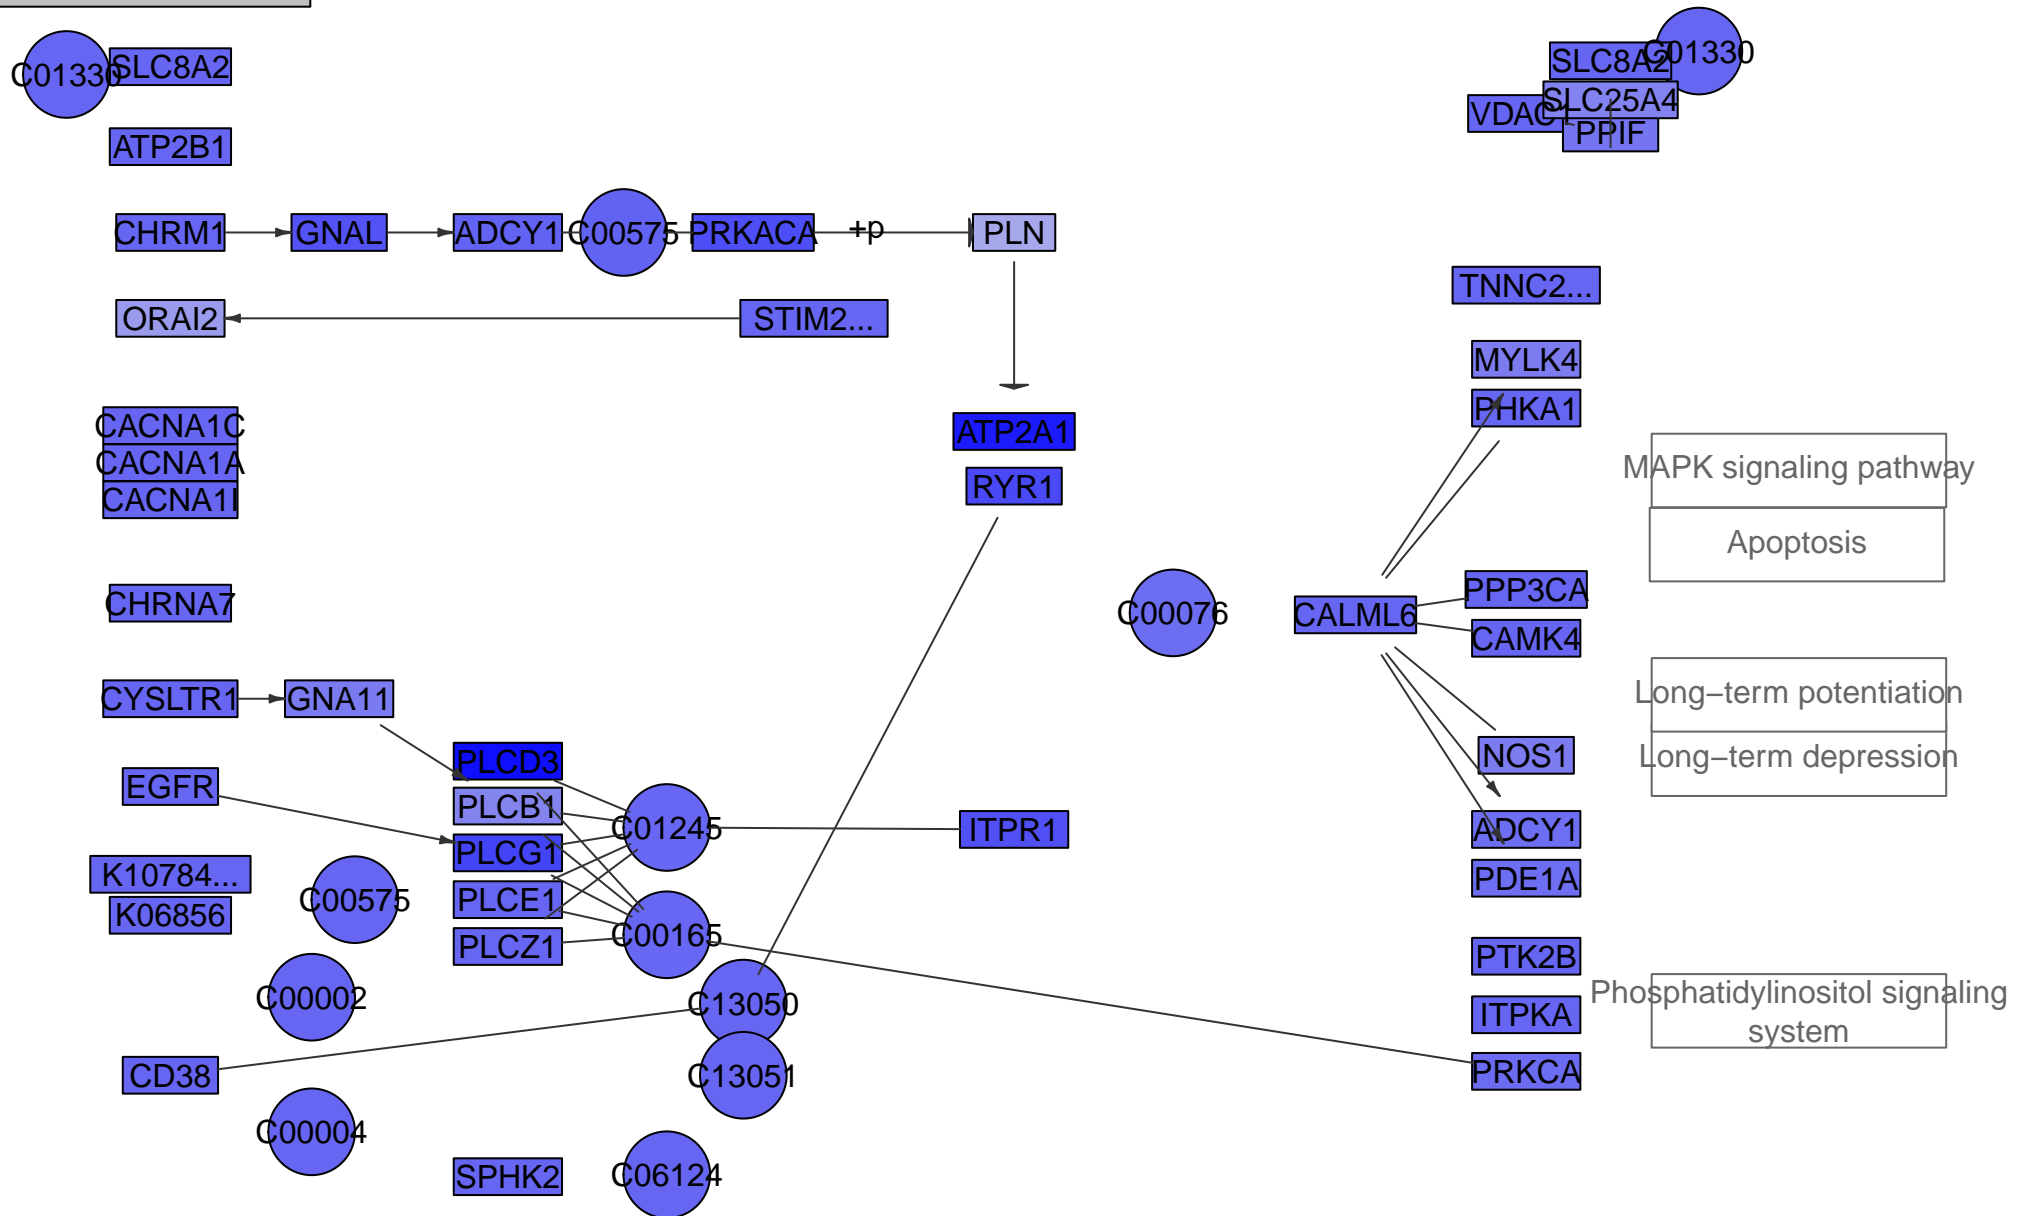 C01330
SLC8A2
SLC8A2
C01330
SLC25A4
VDAC1
PPIF
ATP2B1
CHRM1
GNAL
ADCY1
C00575
PRKACA
+p
PLN
TNNC2...
ORAI2
STIM2...
MYLK4
PHKA1
CACNA1C
CACNA1A
CACNA1I
ATP2A1
RYR1
MAPK signaling pathway
Apoptosis
CHRNA7
C00076
CALML6
PPP3CA
CAMK4
CYSLTR1
GNA11
Long–term potentiation
Long–term depression
NOS1
PLCD3
EGFR
PLCB1
C01245
ITPR1
ADCY1
PLCG1
K10784...
K06856
C00575
PLCE1
PDE1A
PLCZ1
C00165
PTK2B
C00002
C13050
ITPKA
Phosphatidylinositol signaling
system
CD38
C13051
PRKCA
C00004
SPHK2
C06124